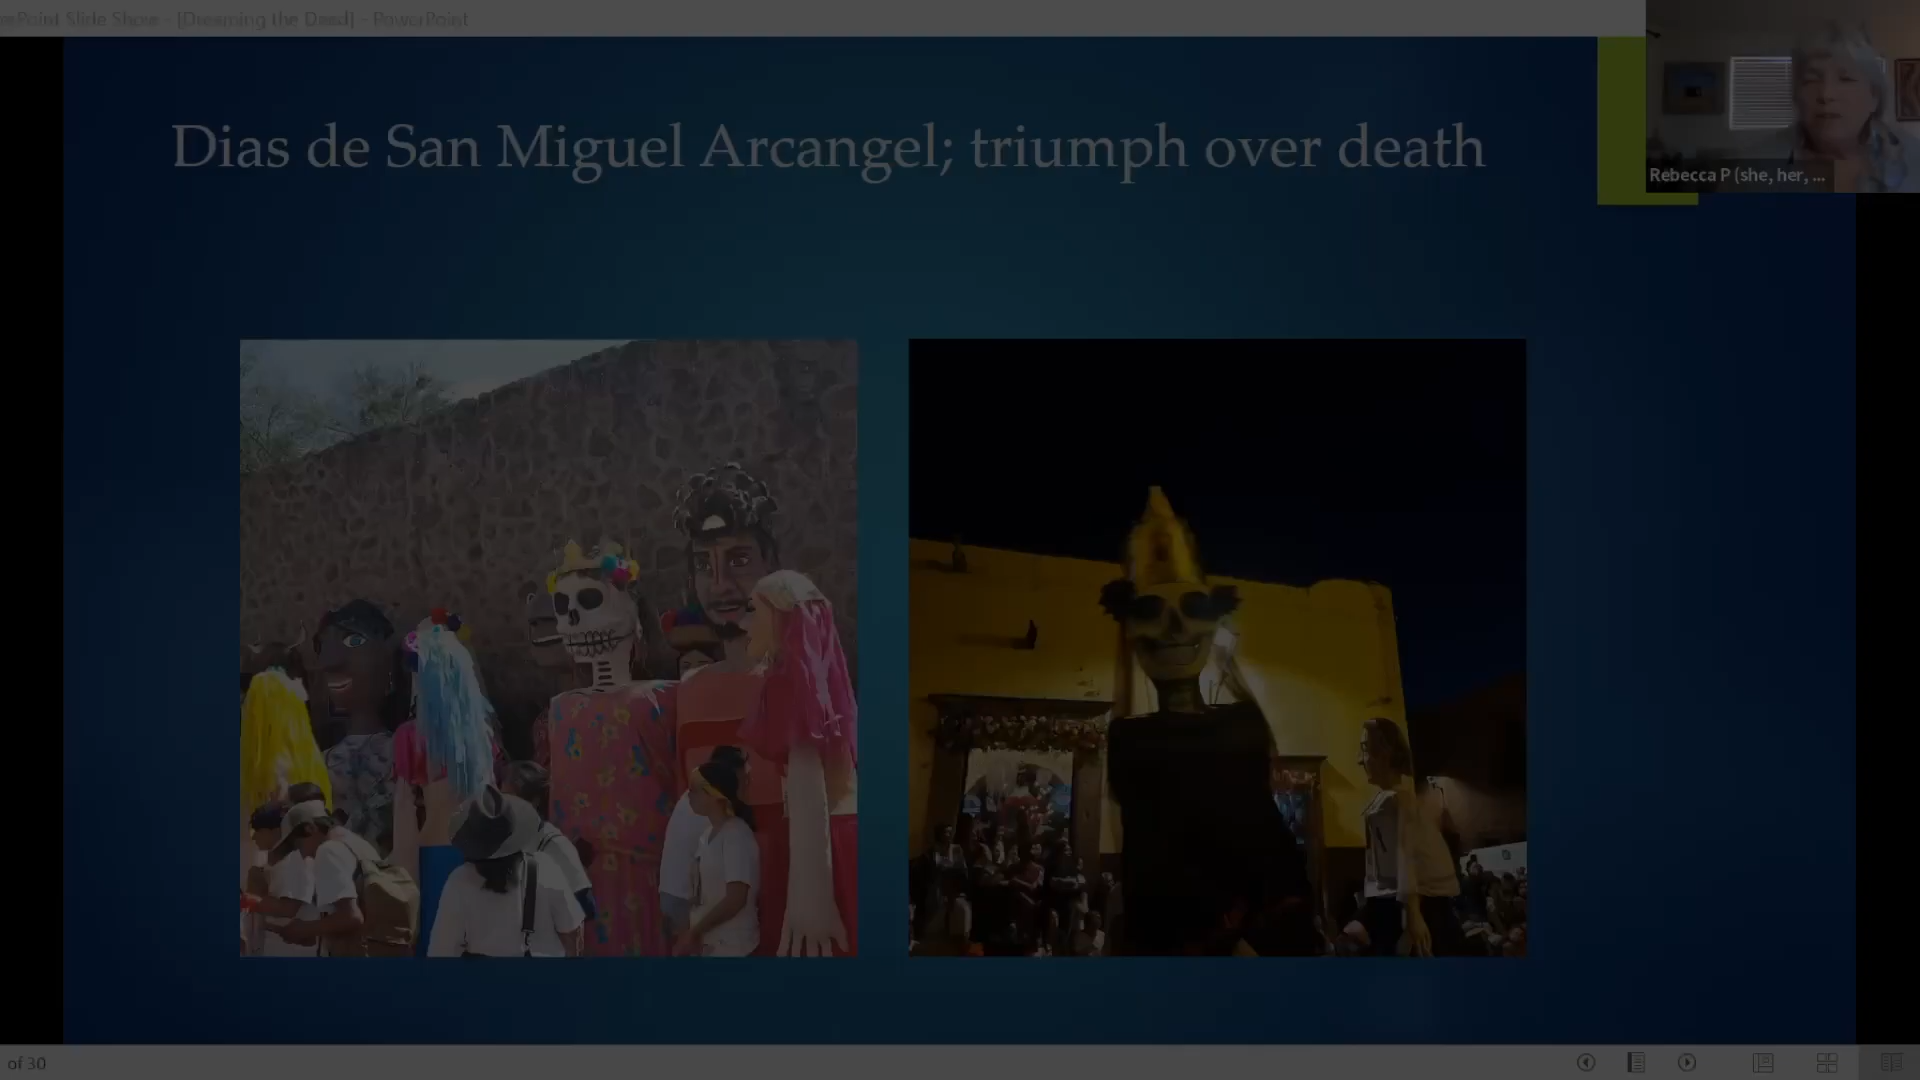 PowerPoint Slide Show - [Dreaming the Dead] - PowerPoint
Dias de San Miguel Arcangel; triumph over death
Rebecca P (she, her, ...
of 30